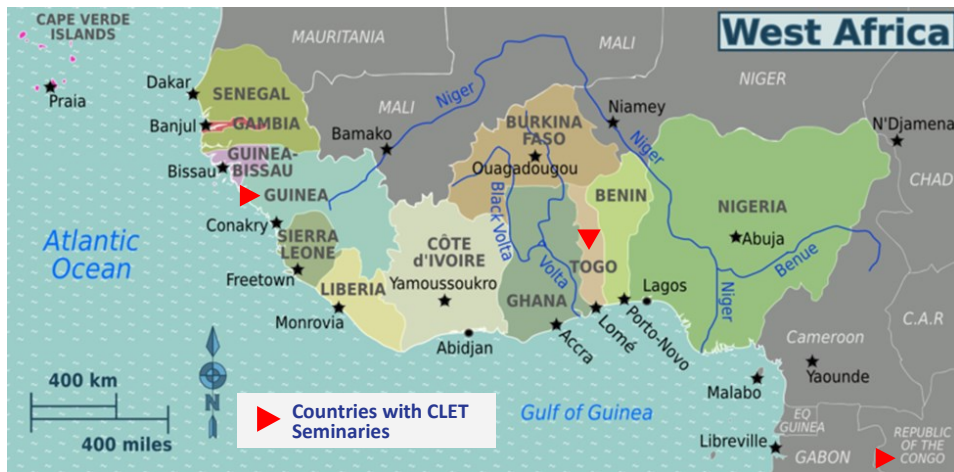 CAPE VERDE
ISLANDS
West Africa
MAURITANIA
MALI
NIGER
Praia
Dakar
SENEGAL
Niger
Niamey
N'Djamena
Banjul
GAMBIA
MALI
Bamako
BURKINA
FASO
Ouagadougou
Niger
GUINEA-
BISSAU
Bissau
CHAD
GUINEA
Black Volta
BENIN
NIGERIA
Conakry
Atlantic
Ocean
SIERRA
LEONE
CÔTE
d'IVOIRE
Volta
TOGO
Abuja
Benue
Freetown
LIBERIA
Yamoussoukro
GHANA
Lagos
Niger
Monrovia
Abidjan
Accra
Lomé
Porto-Novo
Cameroon
C.A.R
Yaounde
400 km
N
400 miles
Countries with CLET
Seminaries
Gulf of Guinea
Malabo
EQ
GUINEA
Libreville
GABON
REPUBLIC
OF THE
CONGO